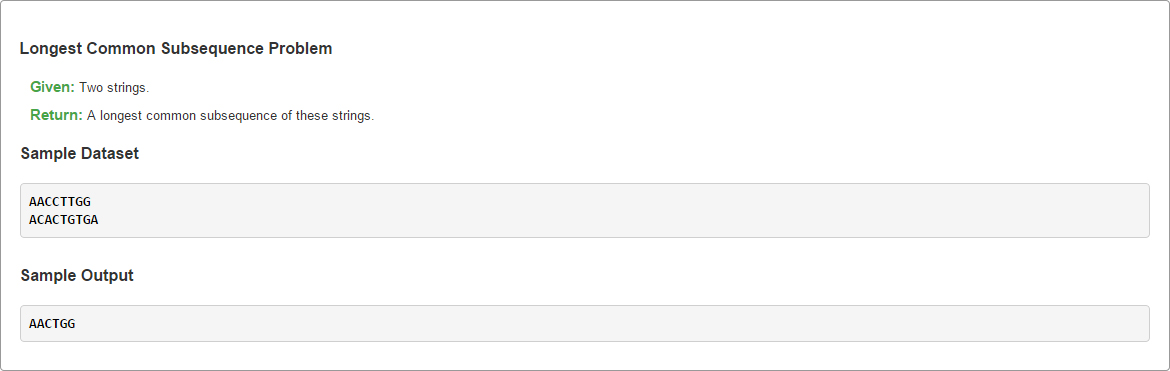 Longest Common Subsequence Problem
Given: Two strings.
Return: A longest common subsequence of these strings.
Sample Dataset
AACCTTGG
ACACTGTGA
Sample Output
AACTGG